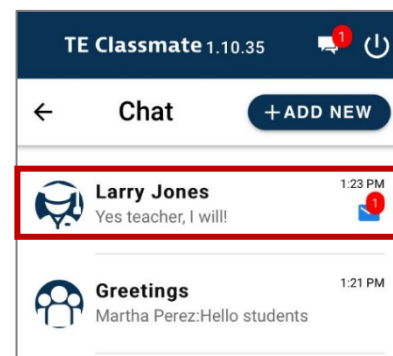 TE Classmate 1.10.35 1
Chat +ADD NEW
Larry Jones 1:23 PM
Yes teacher, I will! 1
Greetings 1:21 PM
Martha Perez:Hello students